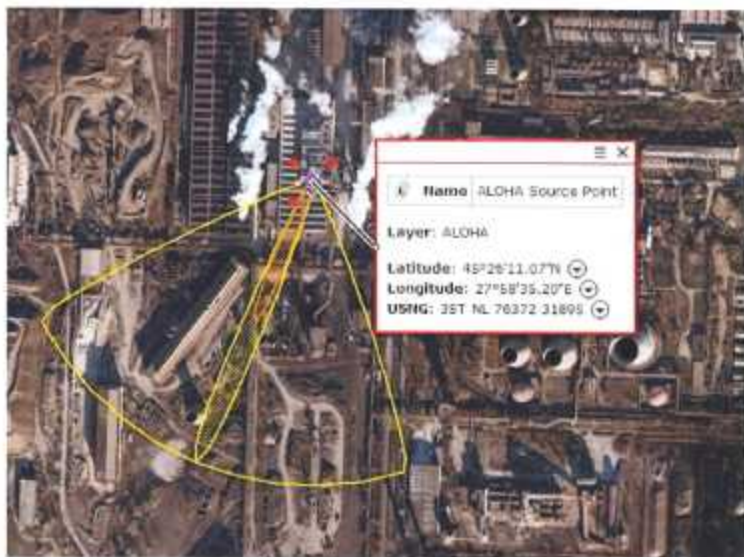 Name ALOHA Source Point
Layer: ALOHA
Latitude: 45°26'11.07"N
Longitude: 27°58'35.20"E
USNG: 35T NL 76372 31895